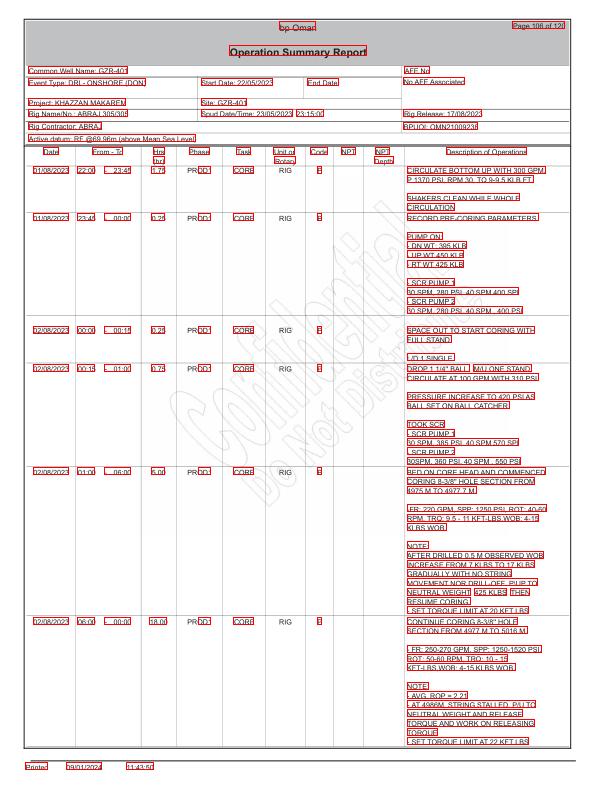 bp Oman
Page 106 of 120
Operation Summary Report
Common Well Name: GZR-401
AFE No
Event Type: DRL- ONSHORE (DON)
Start Date: 22/05/2023
End Date
No AFE Associated
Project: KHAZZAN MAKAREM
Site: GZR-401
Rig Name/No.: ABRAJ 305/305
Spud Date/Time: 23/05/2023 23:15:00
Rig Release: 17/08/2023
Rig Contractor: ABRAJ
BPUOI: OMN21009236
Active datum: RF @69.96m (above Mean Sea Level)
Date From - To Hrs (hr) Phase Task Unit or Rotary Code NPT NPT Depth Description of Operations
01/08/2023 22:00 - 23:45 1.75 PROD1 CORE RIG P CIRCULATE BOTTOM UP WITH 300 GPM,
P 1370 PSI, RPM 30, TQ 9-9.5 KLB.FT.
SHAKERS CLEAN WHILE WHOLE
CIRCULATION
01/08/2023 23:45 - 00:00 0.25 PROD1 CORE RIG P RECORD PRE-CORING PARAMETERS:
PUMP ON:
- DN WT: 395 KLB
- UP WT 450 KLB
- RT WT 425 KLB
- SCR PUMP 1
30 SPM, 280 PSI, 40 SPM 400 SPI
- SCR PUMP 2
30 SPM, 280 PSI, 40 SPM , 400 PSI
02/08/2023 00:00 - 00:15 0.25 PROD1 CORE RIG P SPACE OUT TO START CORING WITH
FULL STAND
L/D 1 SINGLE
02/08/2023 00:15 - 01:00 0.75 PROD1 CORE RIG P DROP 1 1/4" BALL, M/U ONE STAND
CIRCULATE AT 100 GPM WITH 310 PSI
PRESSURE INCREASE TO 420 PSI AS
BALL SET ON BALL CATCHER
TOOK SCR
- SCR PUMP 1
30 SPM, 385 PSI, 40 SPM 570 SPI
- SCR PUMP 2
30SPM, 360 PSI, 40 SPM , 550 PSI
02/08/2023 01:00 - 06:00 5.00 PROD1 CORE RIG P BED ON CORE HEAD AND COMMENCED
CORING 8-3/8" HOLE SECTION FROM
4975 M TO 4977.7 M.
-FR: 220 GPM, SPP: 1250 PSI, ROT: 40-60
RPM, TRQ: 9.5 - 11 KFT-LBS,WOB: 4-15
KLBS WOB
NOTE:
AFTER DRILLED 0.5 M OBSERVED WOB
INCREASE FROM 7 KLBS TO 17 KLBS
GRADUALLY WITH NO STRING
MOVEMENT NOR DRILL-OFF, P/UP TO
NEUTRAL WEIGHT 425 KLBS THEN
RESUME CORING.
- SET TORQUE LIMIT AT 20 KFT.LBS
02/08/2023 06:00 - 00:00 18.00 PROD1 CORE RIG P CONTINUE CORING 8-3/8" HOLE
SECTION FROM 4977 M TO 5016 M.
- FR: 250-270 GPM, SPP: 1250-1520 PSI,
ROT: 50-60 RPM, TRQ: 10 - 15
KFT-LBS,WOB: 4-15 KLBS WOB
NOTE:
- AVG. ROP = 2.21
- AT 4986M, STRING STALLED, P/U TO
NEUTRAL WEIGHT AND RELEASE
TORQUE AND WORK ON RELEASING
TORQUE
- SET TORQUE LIMIT AT 22 KFT.LBS
Confidential
Do Not Distribute
Printed 09/01/2024 11:43:50